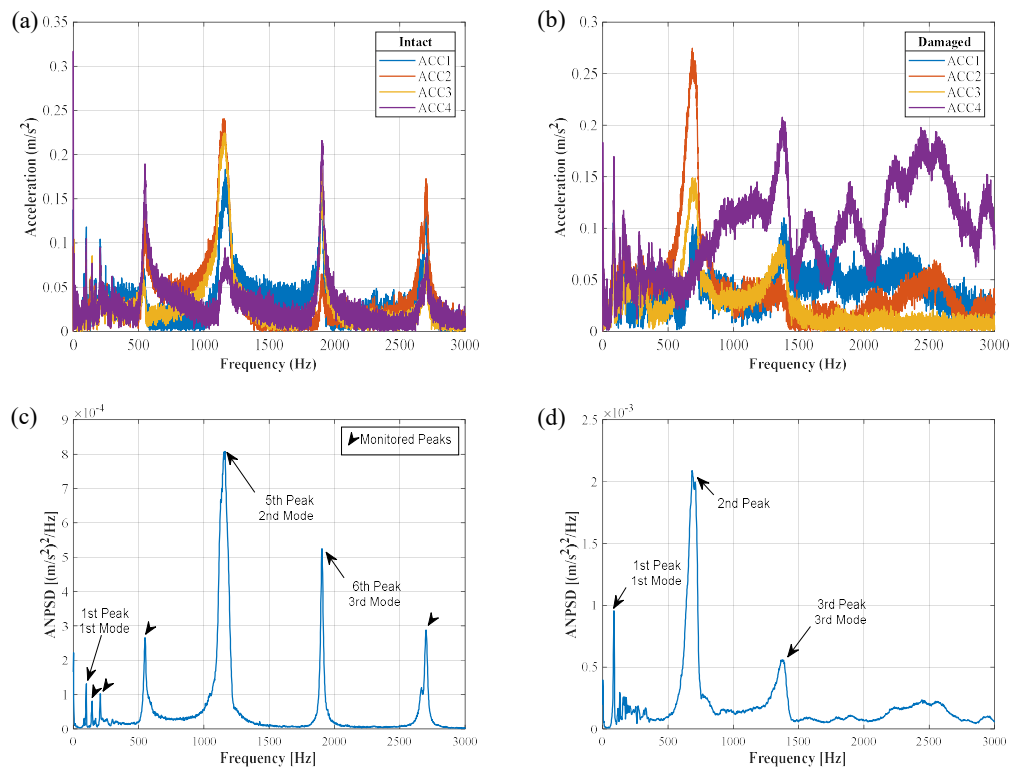 (a)
0.35
0.3
0.25
0.2
0.15
0.1
0.05
0
Acceleration (m/s²)
Intact
ACC1
ACC2
ACC3
ACC4
0 500 1000 1500 2000 2500 3000
Frequency (Hz)
(b)
0.3
0.25
0.2
0.15
0.1
0.05
0
Acceleration (m/s²)
Damaged
ACC1
ACC2
ACC3
ACC4
0 500 1000 1500 2000 2500 3000
Frequency (Hz)
(c)
×10⁻⁴
9
8
7
6
5
4
3
2
1
0
ANPSD [(m/s²)²/Hz]
Monitored Peaks
5th Peak
2nd Mode
6th Peak
3rd Mode
1st Peak
1st Mode
0 500 1000 1500 2000 2500 3000
Frequency [Hz]
(d)
×10⁻³
2.5
2
1.5
1
0.5
0
ANPSD [(m/s²)²/Hz]
2nd Peak
1st Peak
1st Mode
3rd Peak
3rd Mode
0 500 1000 1500 2000 2500 3000
Frequency [Hz]